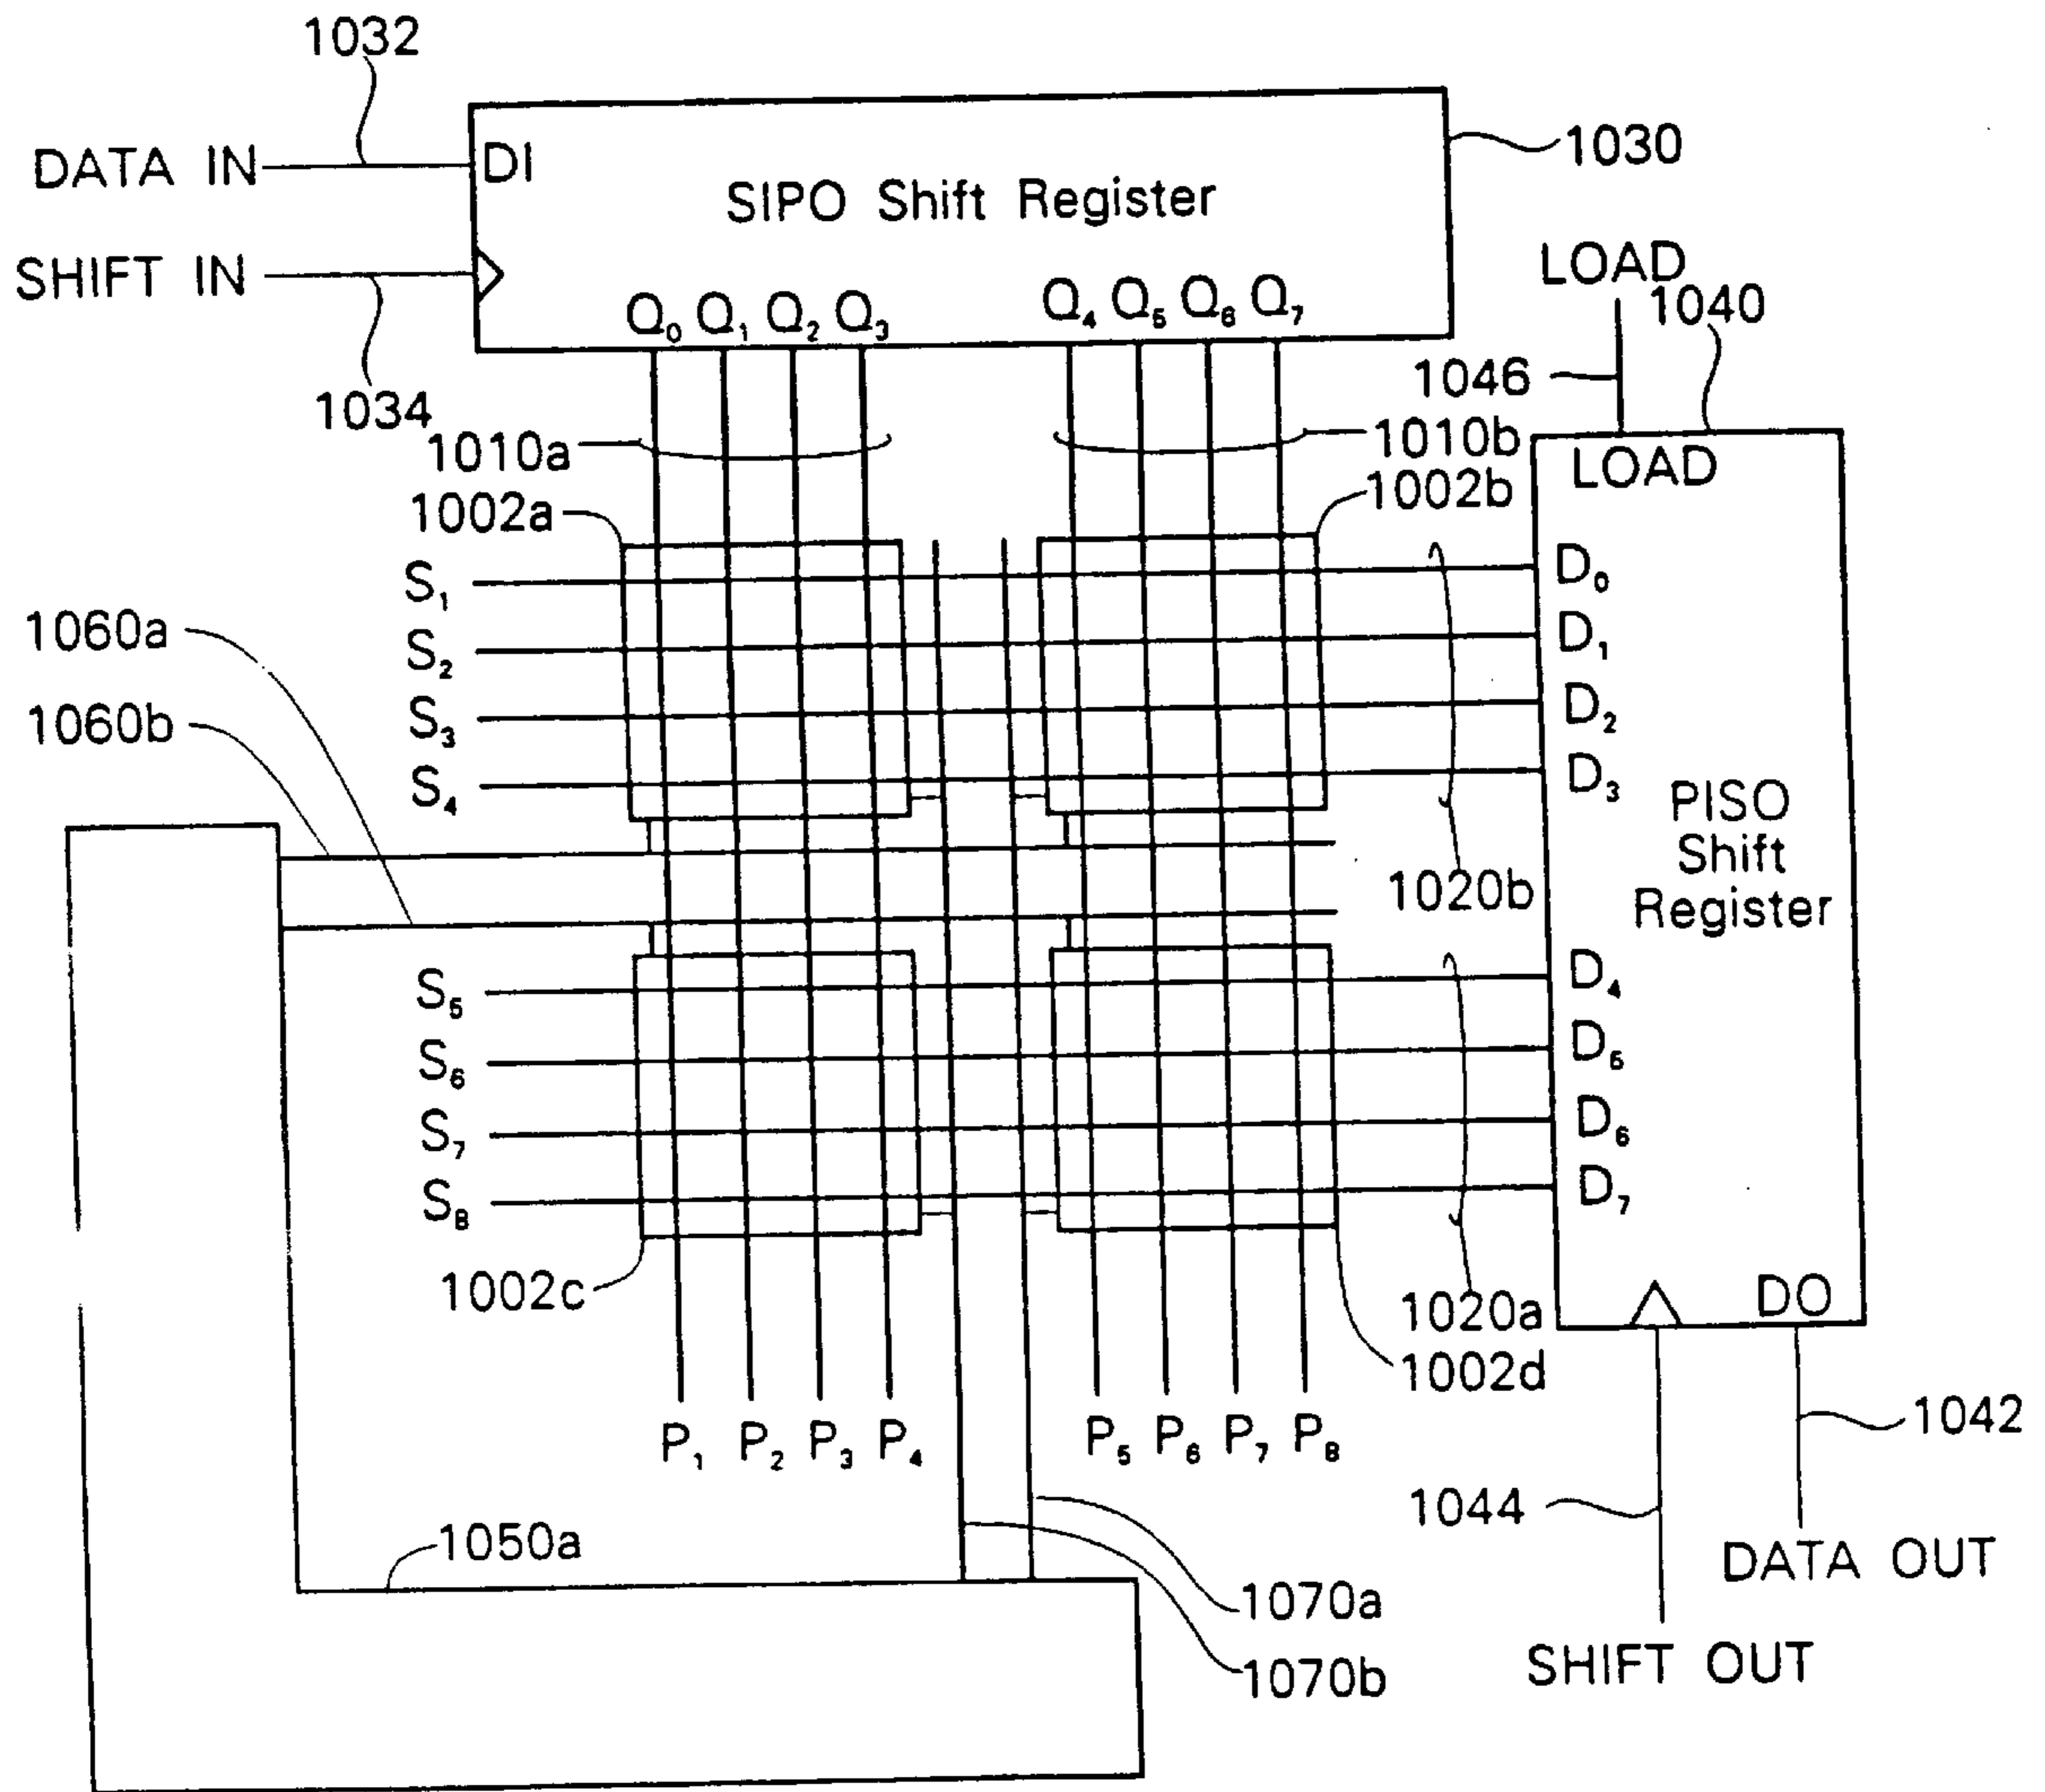 1032
DATA IN
DI
1030
SIPO Shift Register
SHIFT IN
LOAD
Q₀ Q₁ Q₂ Q₃ Q₄ Q₅ Q₆ Q₇
1040
1034
1046
1010a
1010b
LOAD
1002a
1002b
S₁
D₀
1060a
S₂
D₁
1060b
S₃
D₂
S₄
D₃
PISO
Shift
Register
1020b
S₅
D₄
S₆
D₅
S₇
D₆
S₈
D₇
1002c
1020a
DO
1002d
P₁ P₂ P₃ P₄ P₅ P₆ P₇ P₈
1042
1044
1050a
DATA OUT
1070a
1070b
SHIFT OUT